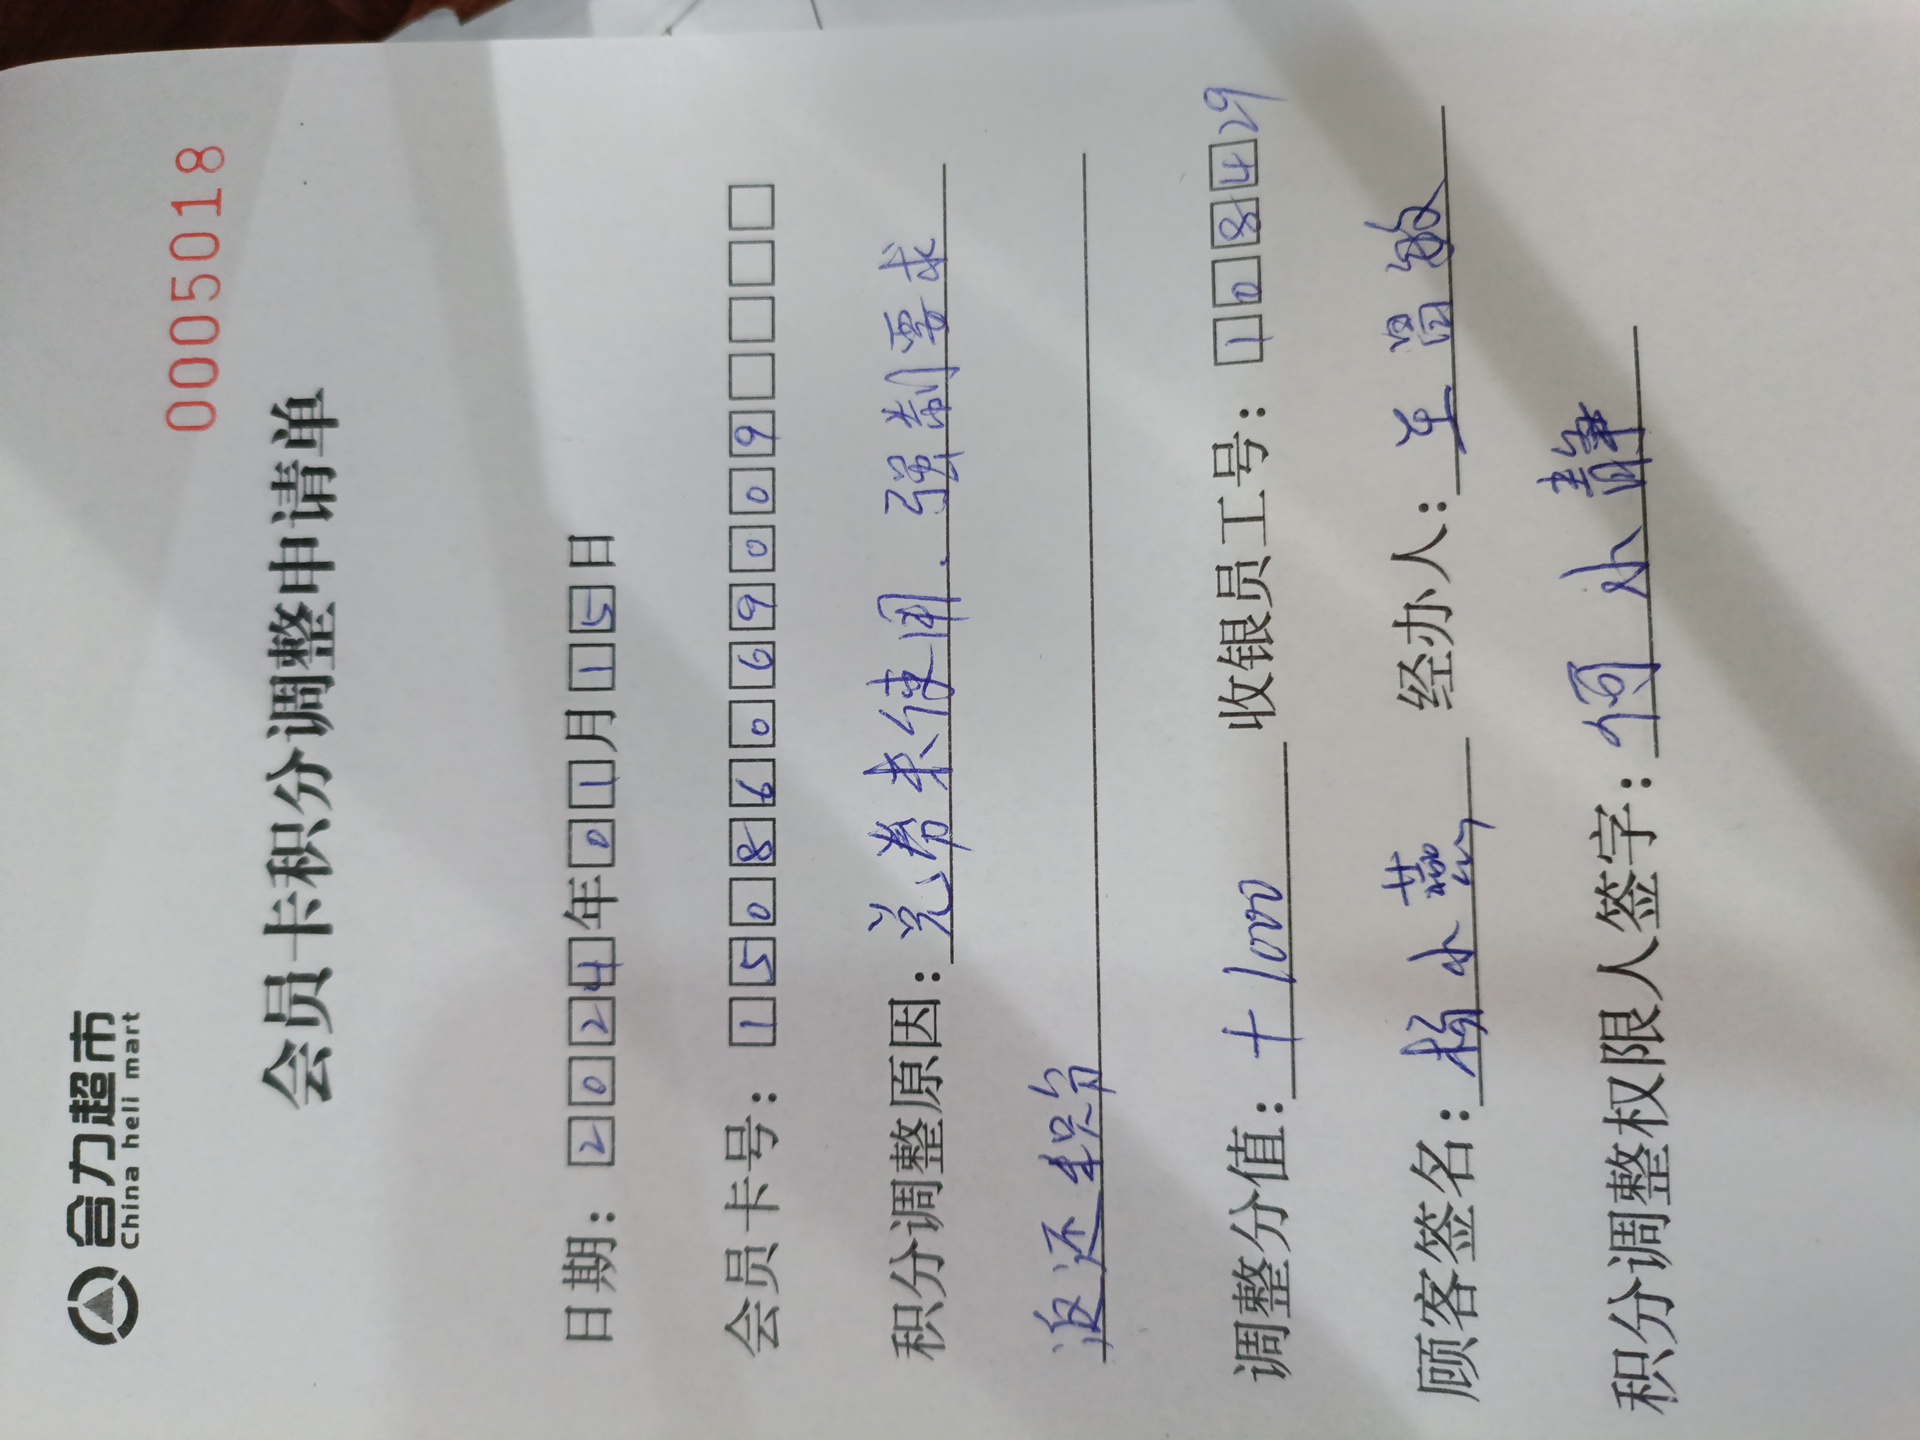 合力超市
China heli mart
0005018
会员卡积分调整申请单
日期：2024年01月15日
会员卡号：15086069009
积分调整原因：兑券未使用.强制要求
返还积分
调整分值：+1000 收银员工号：108429
顾客签名：杨小燕 经办人：王留敏
积分调整权限人签字：何小静